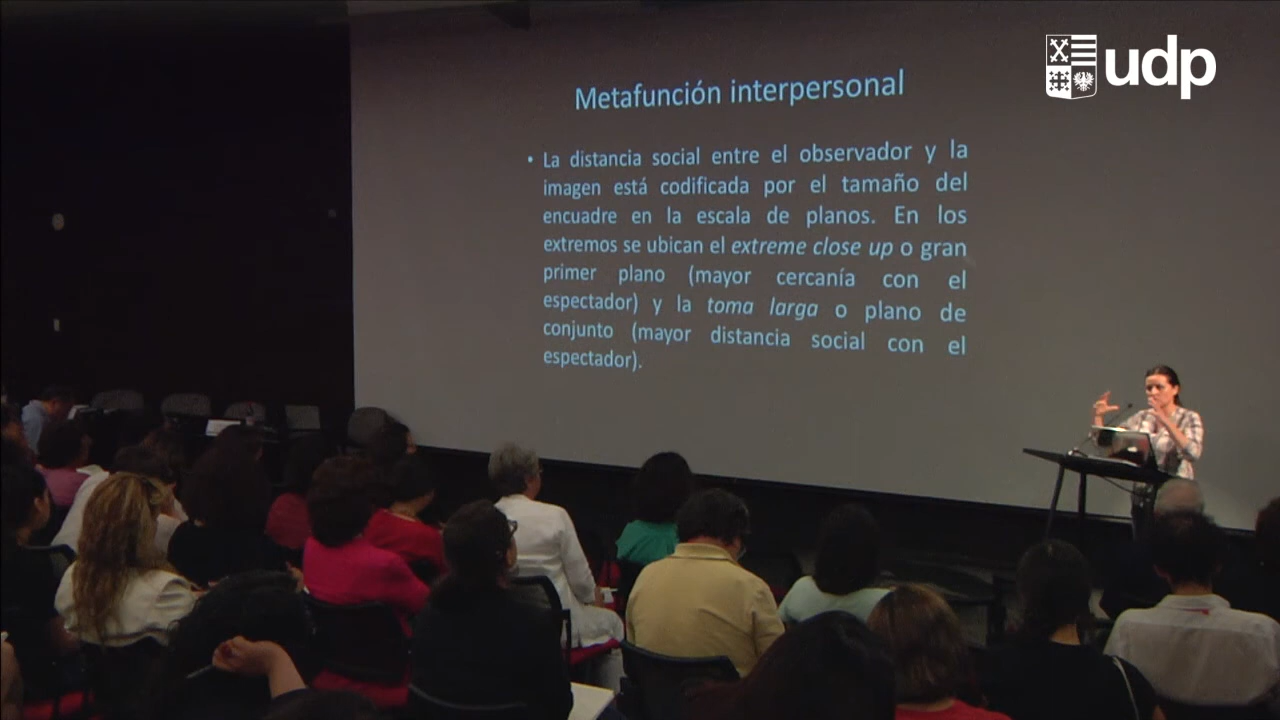 udp
Metafunción interpersonal
• La distancia social entre el observador y la
imagen está codificada por el tamaño del
encuadre en la escala de planos. En los
extremos se ubican el extreme close up o gran
primer plano (mayor cercanía con el
espectador) y la toma larga o plano de
conjunto (mayor distancia social con el
espectador).